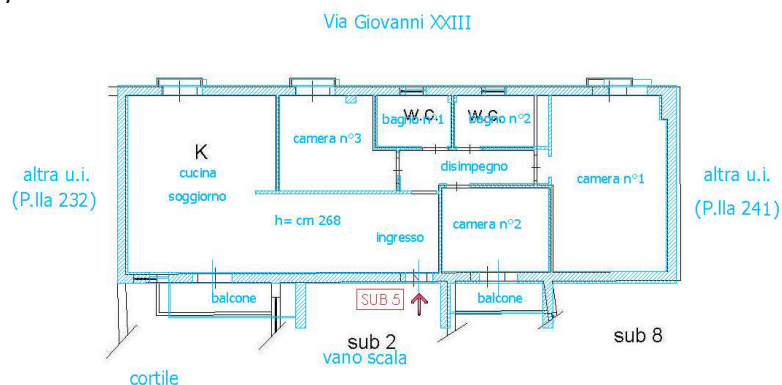 Via Giovanni XXIII
W.C.
W.C.
bagno n°1
bagno n°2
camera n°3
K
cucina
soggiorno
disimpegno
camera n°1
altra u.i.
(P.lla 232)
altra u.i.
(P.lla 241)
h= cm 268
ingresso
camera n°2
balcone
SUB 5
balcone
sub 2
vano scala
sub 8
cortile